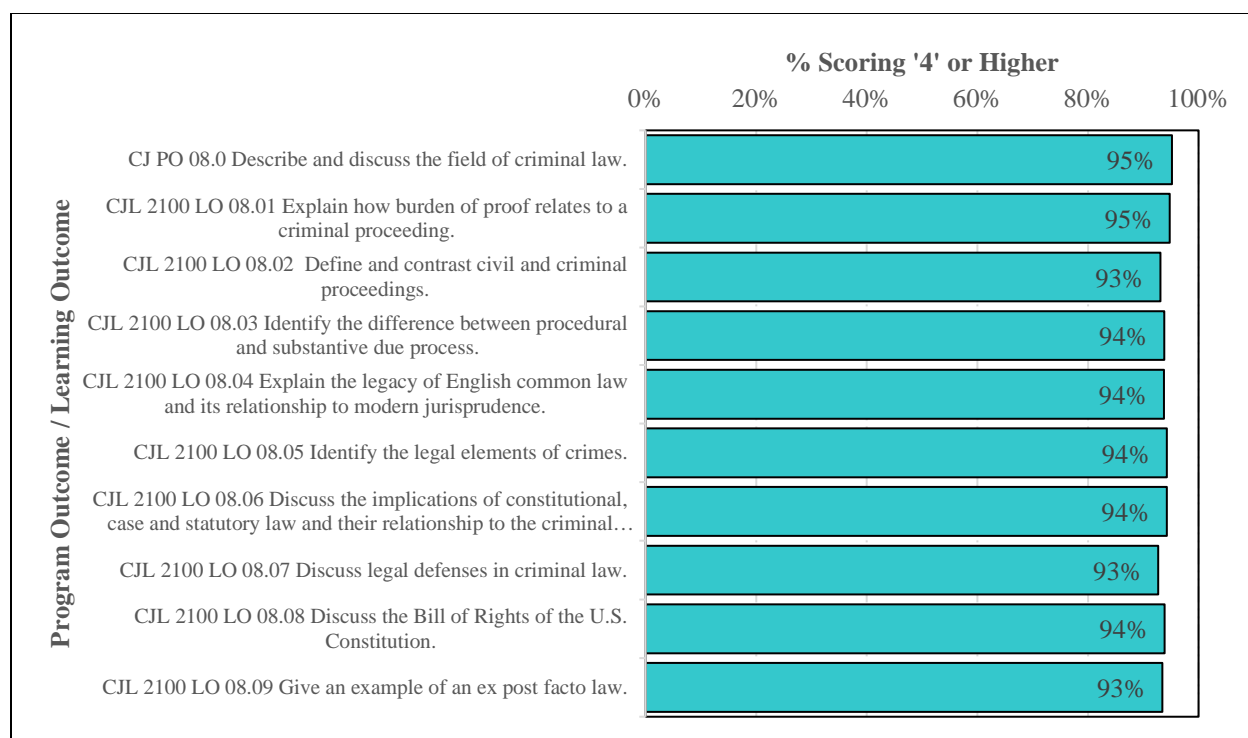 % Scoring '4' or Higher
0% 20% 40% 60% 80% 100%
Program Outcome / Learning Outcome
CJ PO 08.0 Describe and discuss the field of criminal law.
95%
CJL 2100 LO 08.01 Explain how burden of proof relates to a
criminal proceeding.
95%
CJL 2100 LO 08.02  Define and contrast civil and criminal
proceedings.
93%
CJL 2100 LO 08.03 Identify the difference between procedural
and substantive due process.
94%
CJL 2100 LO 08.04 Explain the legacy of English common law
and its relationship to modern jurisprudence.
94%
CJL 2100 LO 08.05 Identify the legal elements of crimes.
94%
CJL 2100 LO 08.06 Discuss the implications of constitutional,
case and statutory law and their relationship to the criminal…
94%
CJL 2100 LO 08.07 Discuss legal defenses in criminal law.
93%
CJL 2100 LO 08.08 Discuss the Bill of Rights of the U.S.
Constitution.
94%
CJL 2100 LO 08.09 Give an example of an ex post facto law.
93%